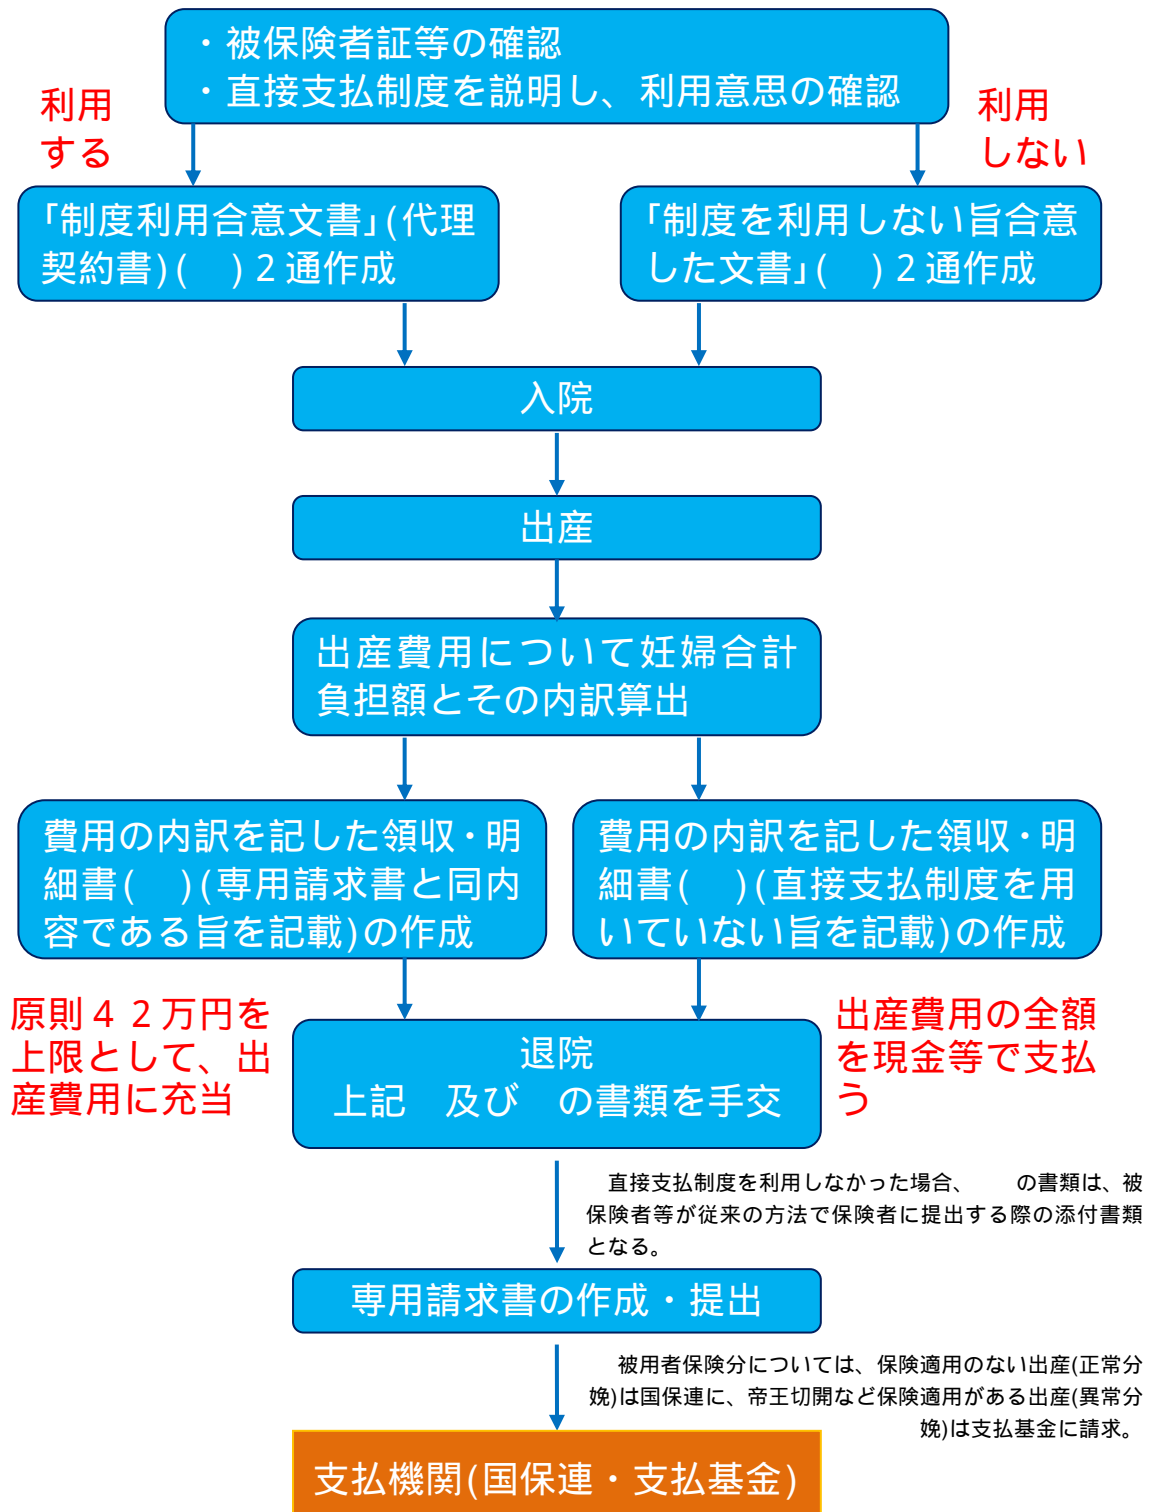 ・被保険者証等の確認
・直接支払制度を説明し、利用意思の確認
利用
する
利用
しない
「制度利用合意文書」(代理
契約書)(　)２通作成
「制度を利用しない旨合意
した文書」(　)２通作成
入院
出産
出産費用について妊婦合計
負担額とその内訳算出
費用の内訳を記した領収・明
細書(　)(専用請求書と同内
容である旨を記載)の作成
費用の内訳を記した領収・明
細書(　)(直接支払制度を用
いていない旨を記載)の作成
原則４２万円を
上限として、出
産費用に充当
退院
上記　及び　の書類を手交
出産費用の全額
を現金等で支払
う
直接支払制度を利用しなかった場合、　　の書類は、被
保険者等が従来の方法で保険者に提出する際の添付書類
となる。
専用請求書の作成・提出
被用者保険分については、保険適用のない出産(正常分
娩)は国保連に、帝王切開など保険適用がある出産(異常分
娩)は支払基金に請求。
支払機関(国保連・支払基金)